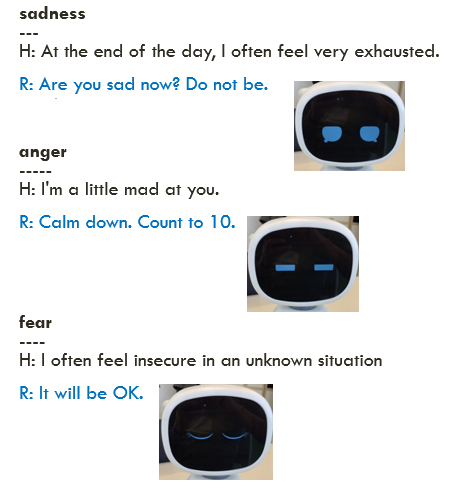 sadness
---
H: At the end of the day, I often feel very exhausted.
R: Are you sad now? Do not be.
anger
-----
H: I'm a little mad at you.
R: Calm down. Count to 10.
fear
----
H: I often feel insecure in an unknown situation
R: It will be OK.